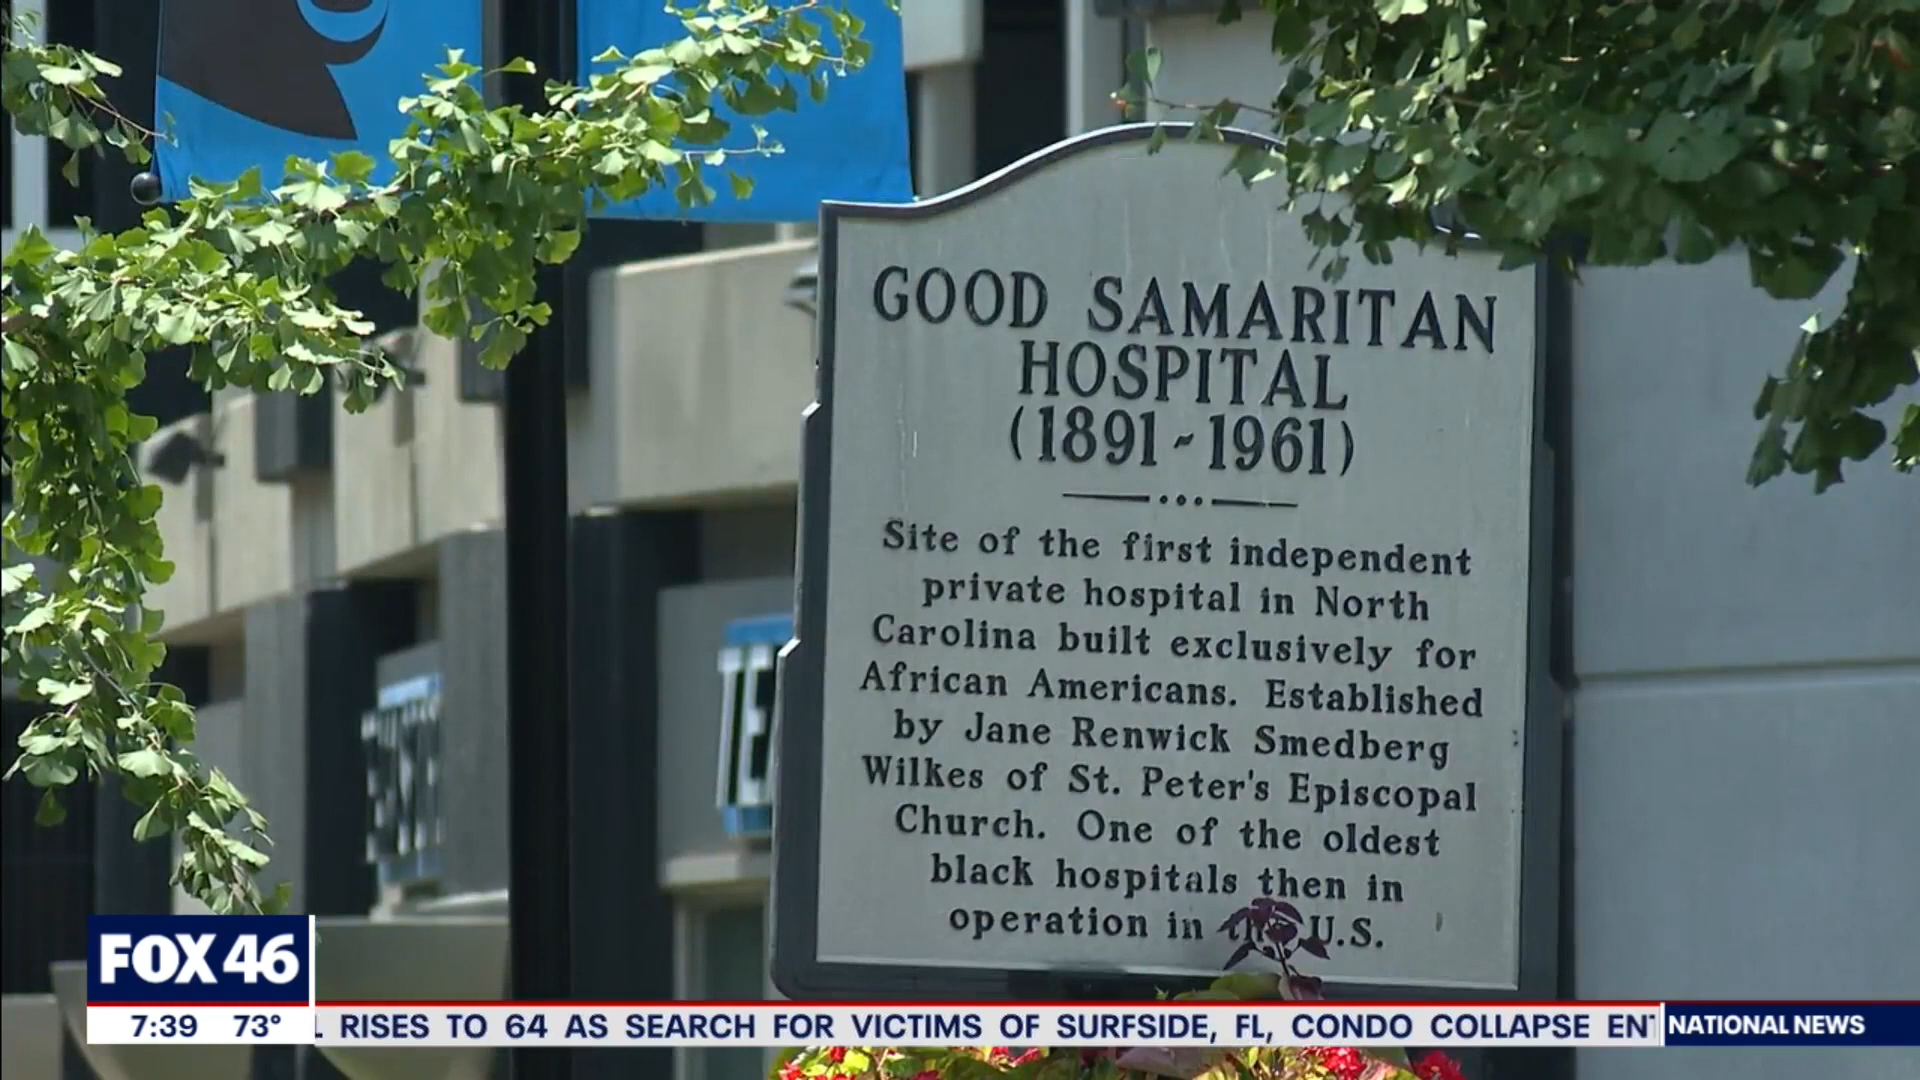 GOOD SAMARITAN
HOSPITAL
(1891-1961)
Site of the first independent
private hospital in North
Carolina built exclusively for
African Americans. Established
by Jane Renwick Smedberg
Wilkes of St. Peter's Episcopal
Church. One of the oldest
black hospitals then in
operation in the U.S.
FOX 46
7:39 73°
L RISES TO 64 AS SEARCH FOR VICTIMS OF SURFSIDE, FL, CONDO COLLAPSE ENT
NATIONAL NEWS